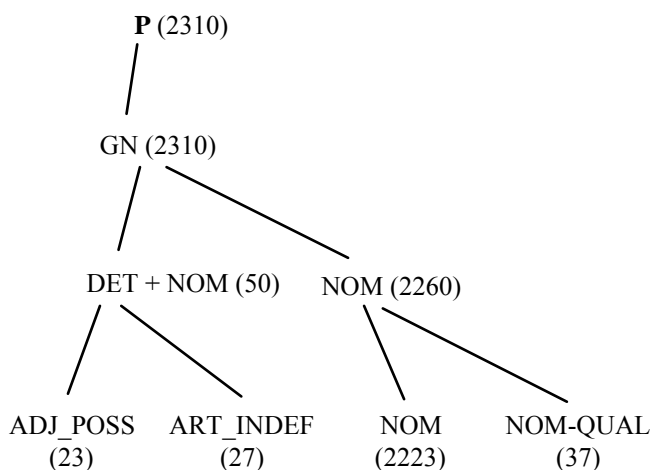 P (2310)
GN (2310)
DET + NOM (50) NOM (2260)
ADJ_POSS ART_INDEF NOM NOM-QUAL
(23) (27) (2223) (37)